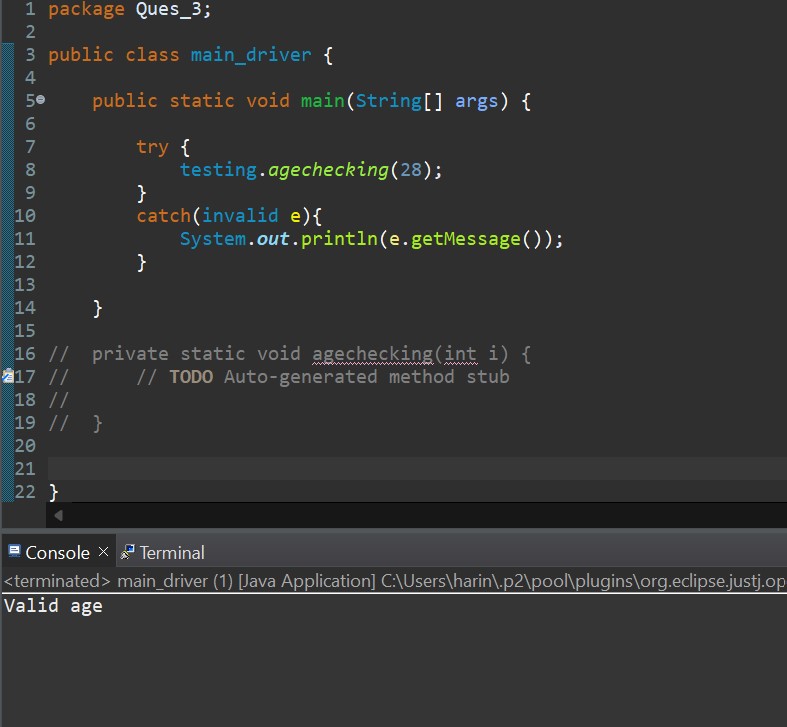 1 package Ques_3;
2
3 public class main_driver {
4
5 public static void main(String[] args) {
6
7 try {
8 testing.agechecking(28);
9 }
10 catch(invalid e){
11 System.out.println(e.getMessage());
12 }
13
14 }
15
16 // private static void agechecking(int i) {
17 // // TODO Auto-generated method stub
18 //
19 // }
20
21
22 }
Console × Terminal
<terminated> main_driver (1) [Java Application] C:\Users\harin\.p2\pool\plugins\org.eclipse.justj.op
Valid age